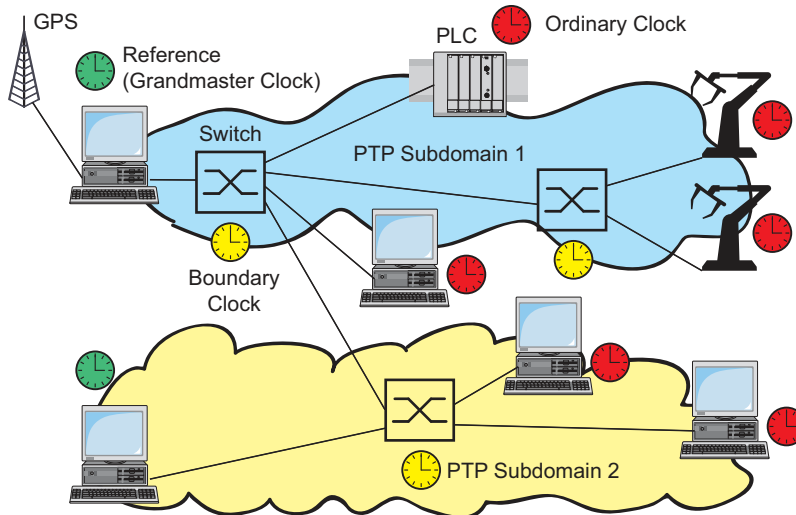 GPS
Reference
(Grandmaster Clock)
PLC
Ordinary Clock
Switch
PTP Subdomain 1
Boundary
Clock
PTP Subdomain 2